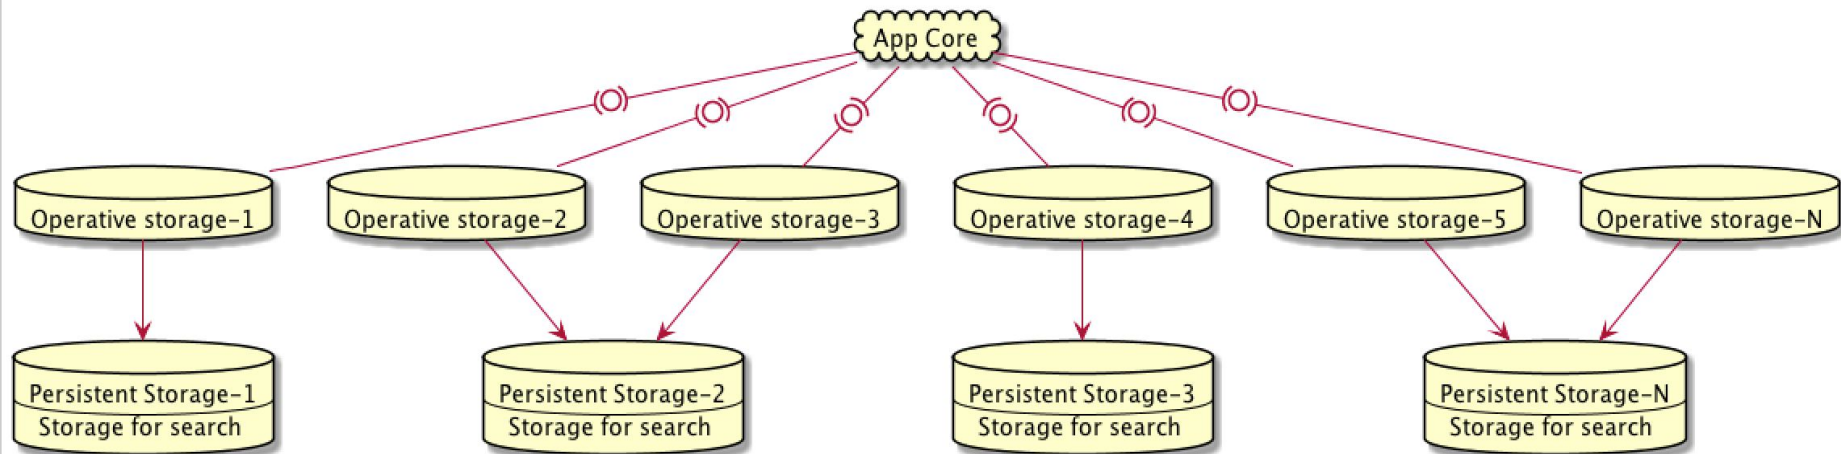 App Core
Operative storage-1
Operative storage-2
Operative storage-3
Operative storage-4
Operative storage-5
Operative storage-N
Persistent Storage-1
Storage for search
Persistent Storage-2
Storage for search
Persistent Storage-3
Storage for search
Persistent Storage-N
Storage for search